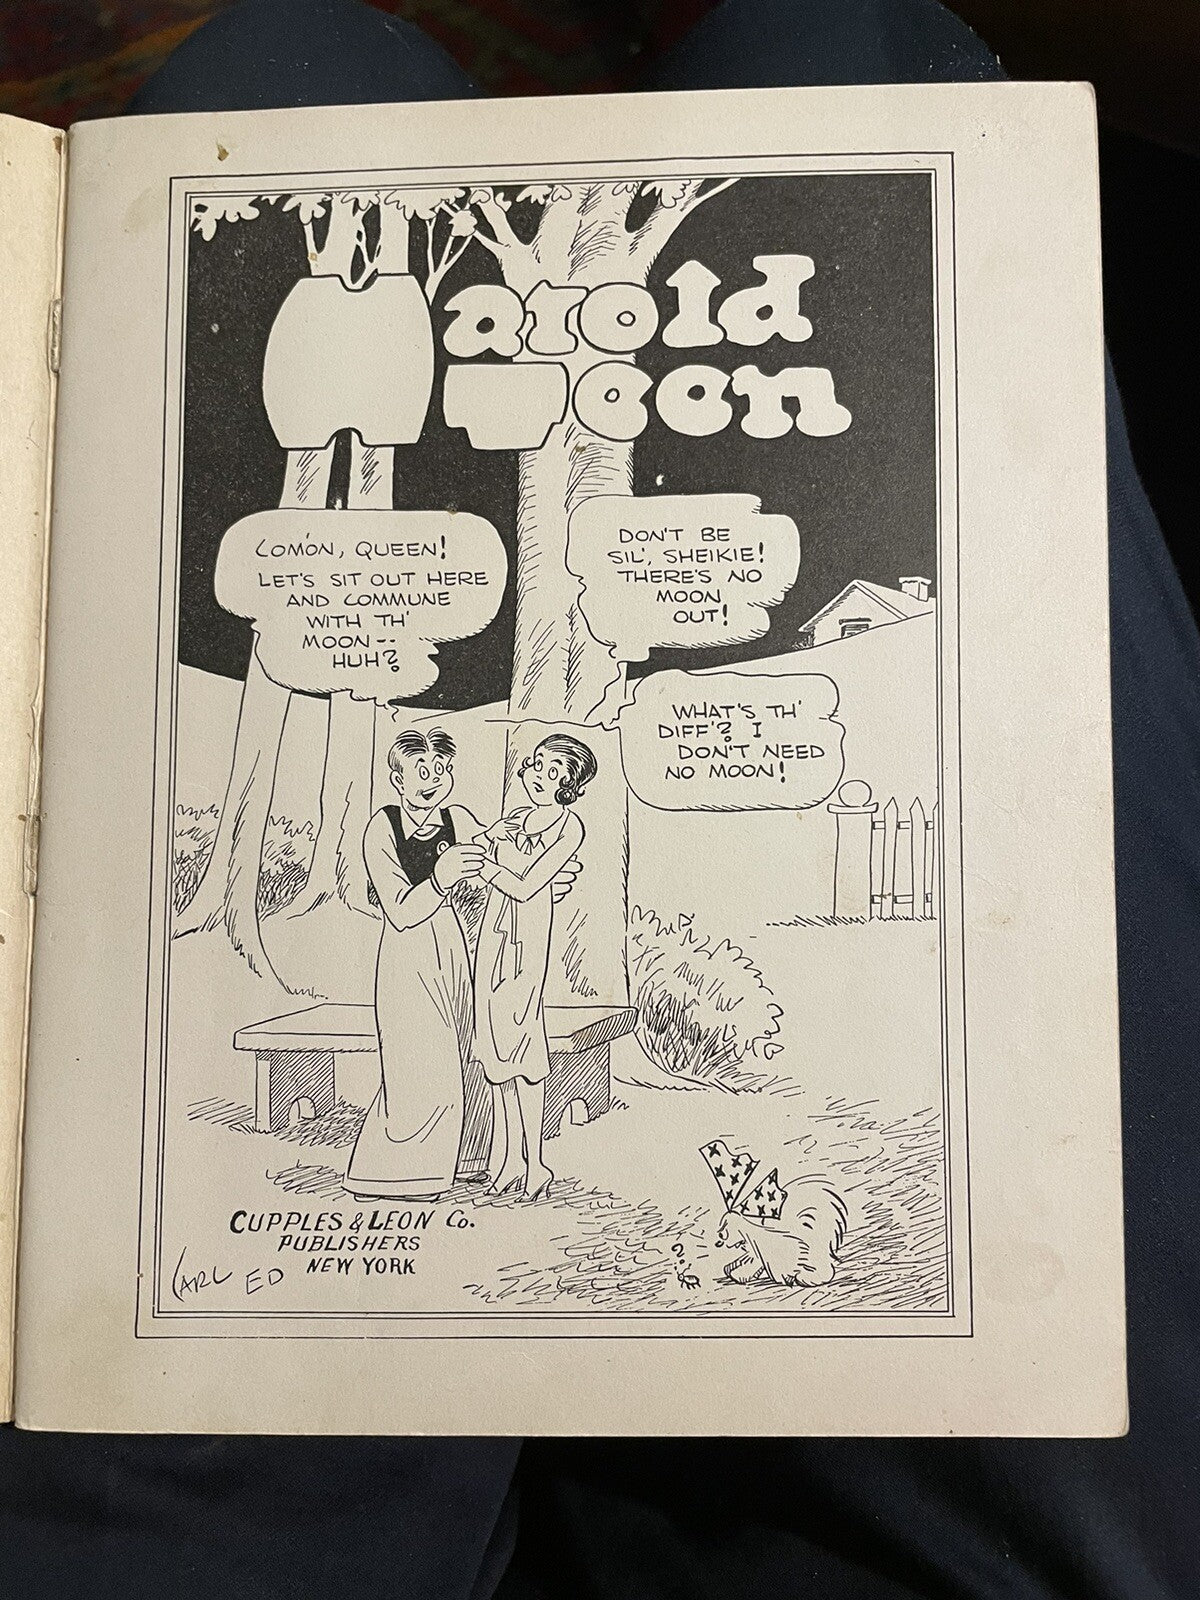 Harold
Teen
COM'ON, QUEEN!
LET'S SIT OUT HERE
AND COMMUNE
WITH TH'
MOON--
HUH?
DON'T BE
SIL', SHEIKIE!
THERE'S NO
MOON
OUT!
WHAT'S TH'
DIFF'? I
DON'T NEED
NO MOON!
?
CUPPLES & LEON Co.
PUBLISHERS
NEW YORK
CARL ED